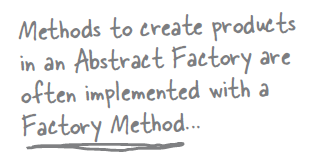 Methods to create products
in an Abstract Factory are
often implemented with a
Factory Method...